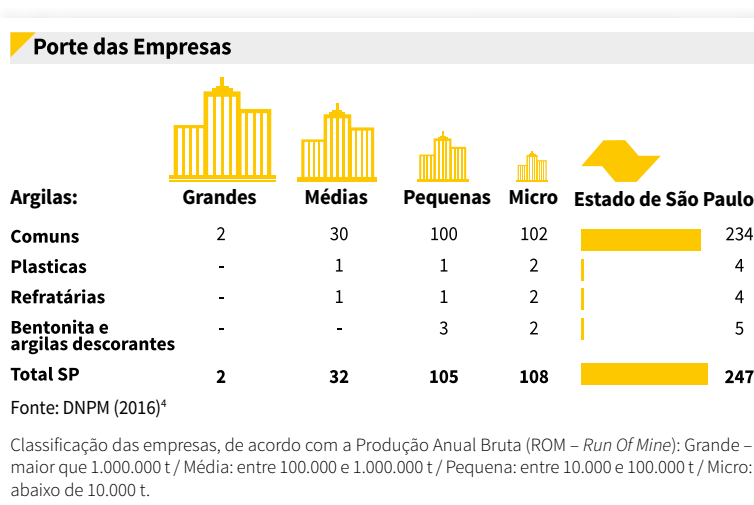 Porte das Empresas
Argilas: Grandes Médias Pequenas Micro Estado de São Paulo
Comuns 2 30 100 102 234
Plasticas - 1 1 2 4
Refratárias - 1 1 2 4
Bentonita e
argilas descorantes - - 3 2 5
Total SP 2 32 105 108 247
Fonte: DNPM (2016)4
Classificação das empresas, de acordo com a Produção Anual Bruta (ROM – Run Of Mine): Grande –
maior que 1.000.000 t / Média: entre 100.000 e 1.000.000 t / Pequena: entre 10.000 e 100.000 t / Micro:
abaixo de 10.000 t.